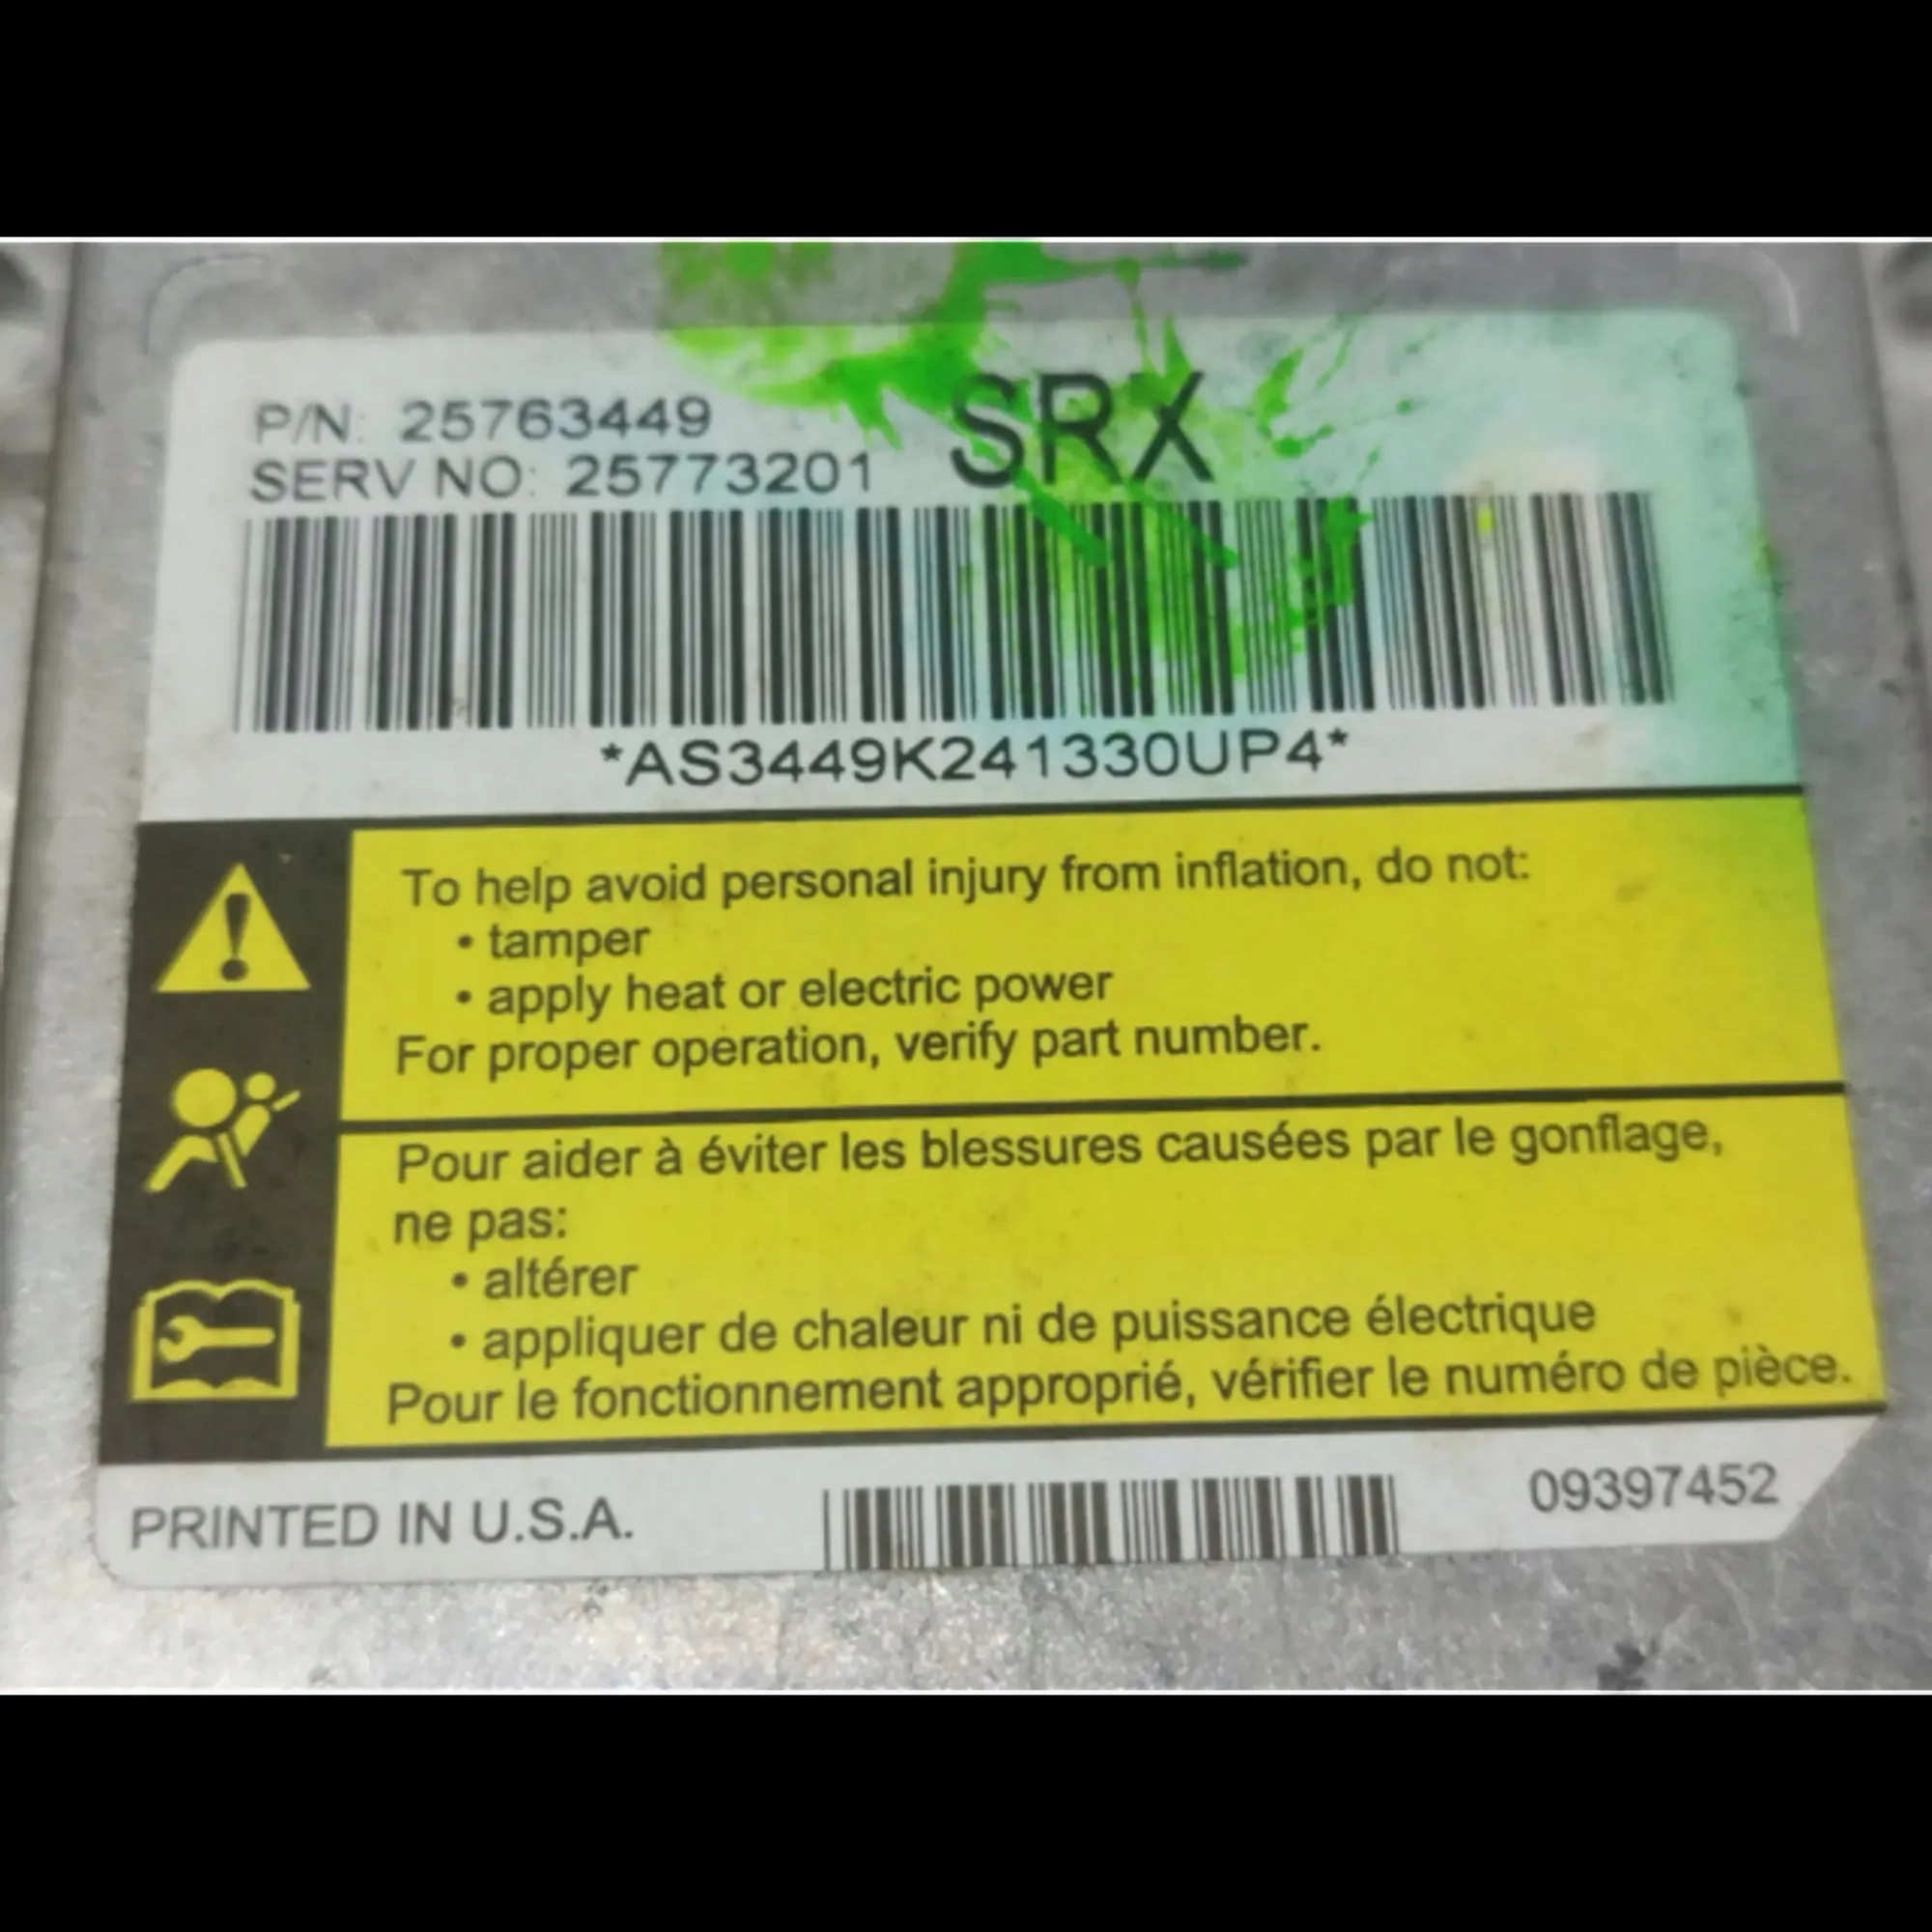 P/N: 25763449
SRX
SERV NO: 25773201
*AS3449K241330UP4*
To help avoid personal injury from inflation, do not:
• tamper
• apply heat or electric power
For proper operation, verify part number.
Pour aider à éviter les blessures causées par le gonflage,
ne pas:
• altérer
• appliquer de chaleur ni de puissance électrique
Pour le fonctionnement approprié, vérifier le numéro de pièce.
PRINTED IN U.S.A.
09397452